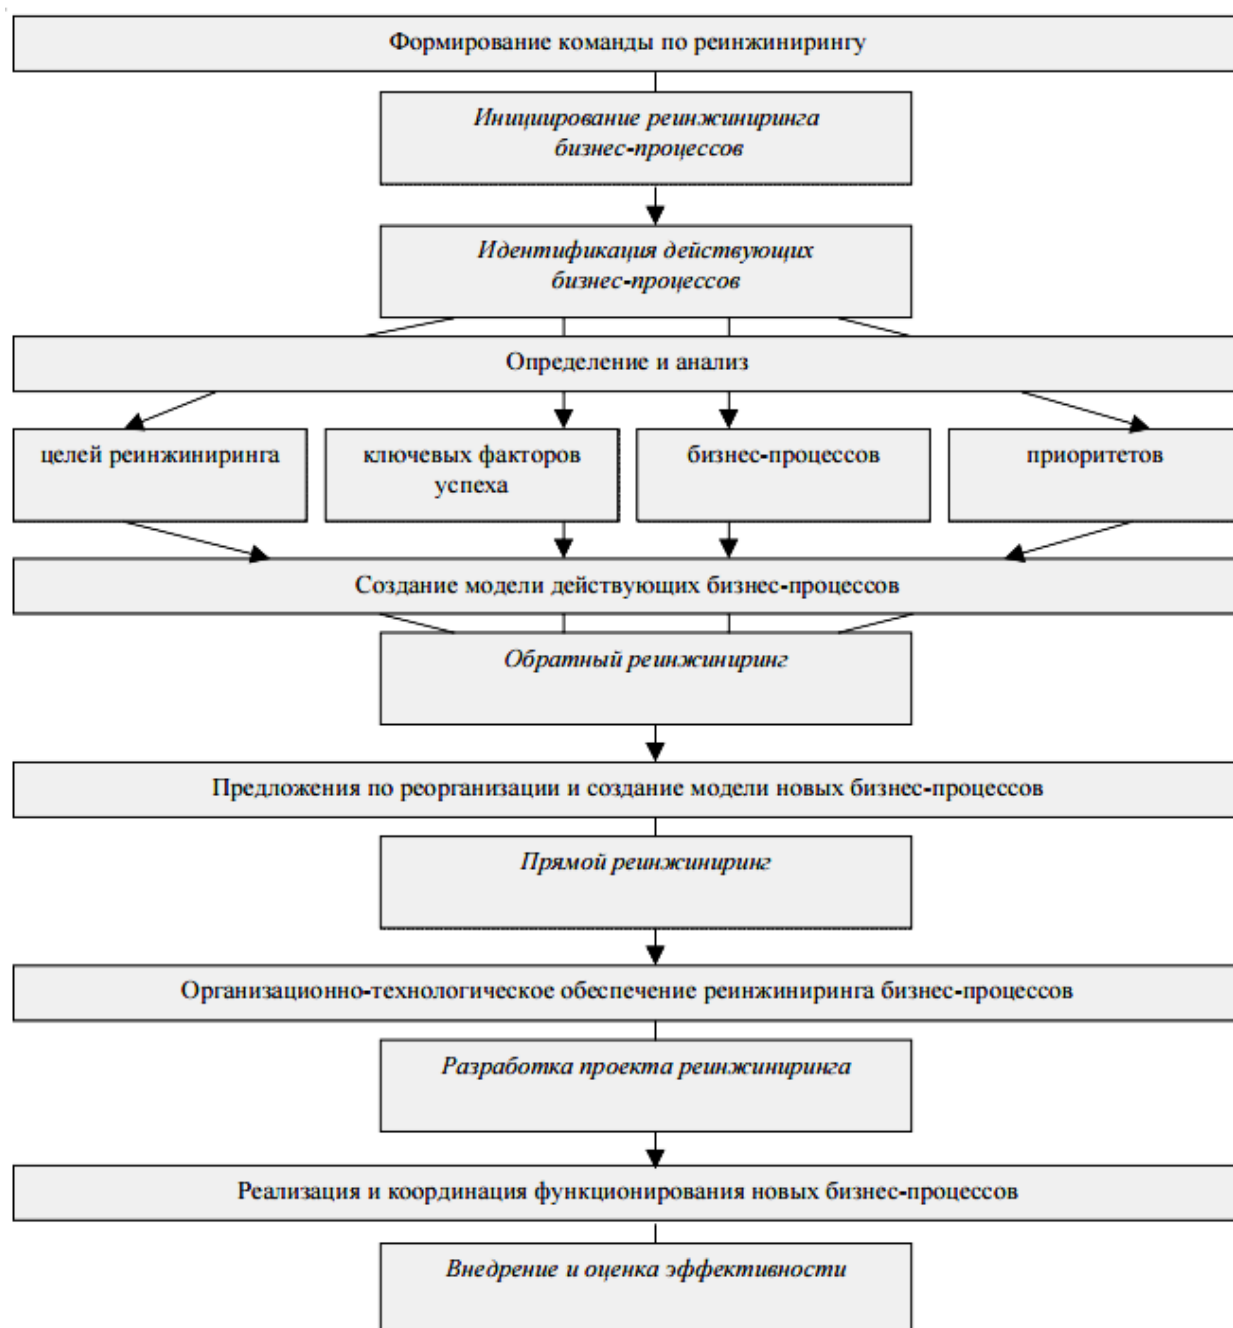 Формирование команды по реинжинирингу
Инициирование реинжиниринга
бизнес-процессов
Идентификация действующих
бизнес-процессов
Определение и анализ
целей реинжиниринга
ключевых факторов
успеха
бизнес-процессов
приоритетов
Создание модели действующих бизнес-процессов
Обратный реинжиниринг
Предложения по реорганизации и создание модели новых бизнес-процессов
Прямой реинжиниринг
Организационно-технологическое обеспечение реинжиниринга бизнес-процессов
Разработка проекта реинжиниринга
Реализация и координация функционирования новых бизнес-процессов
Внедрение и оценка эффективности